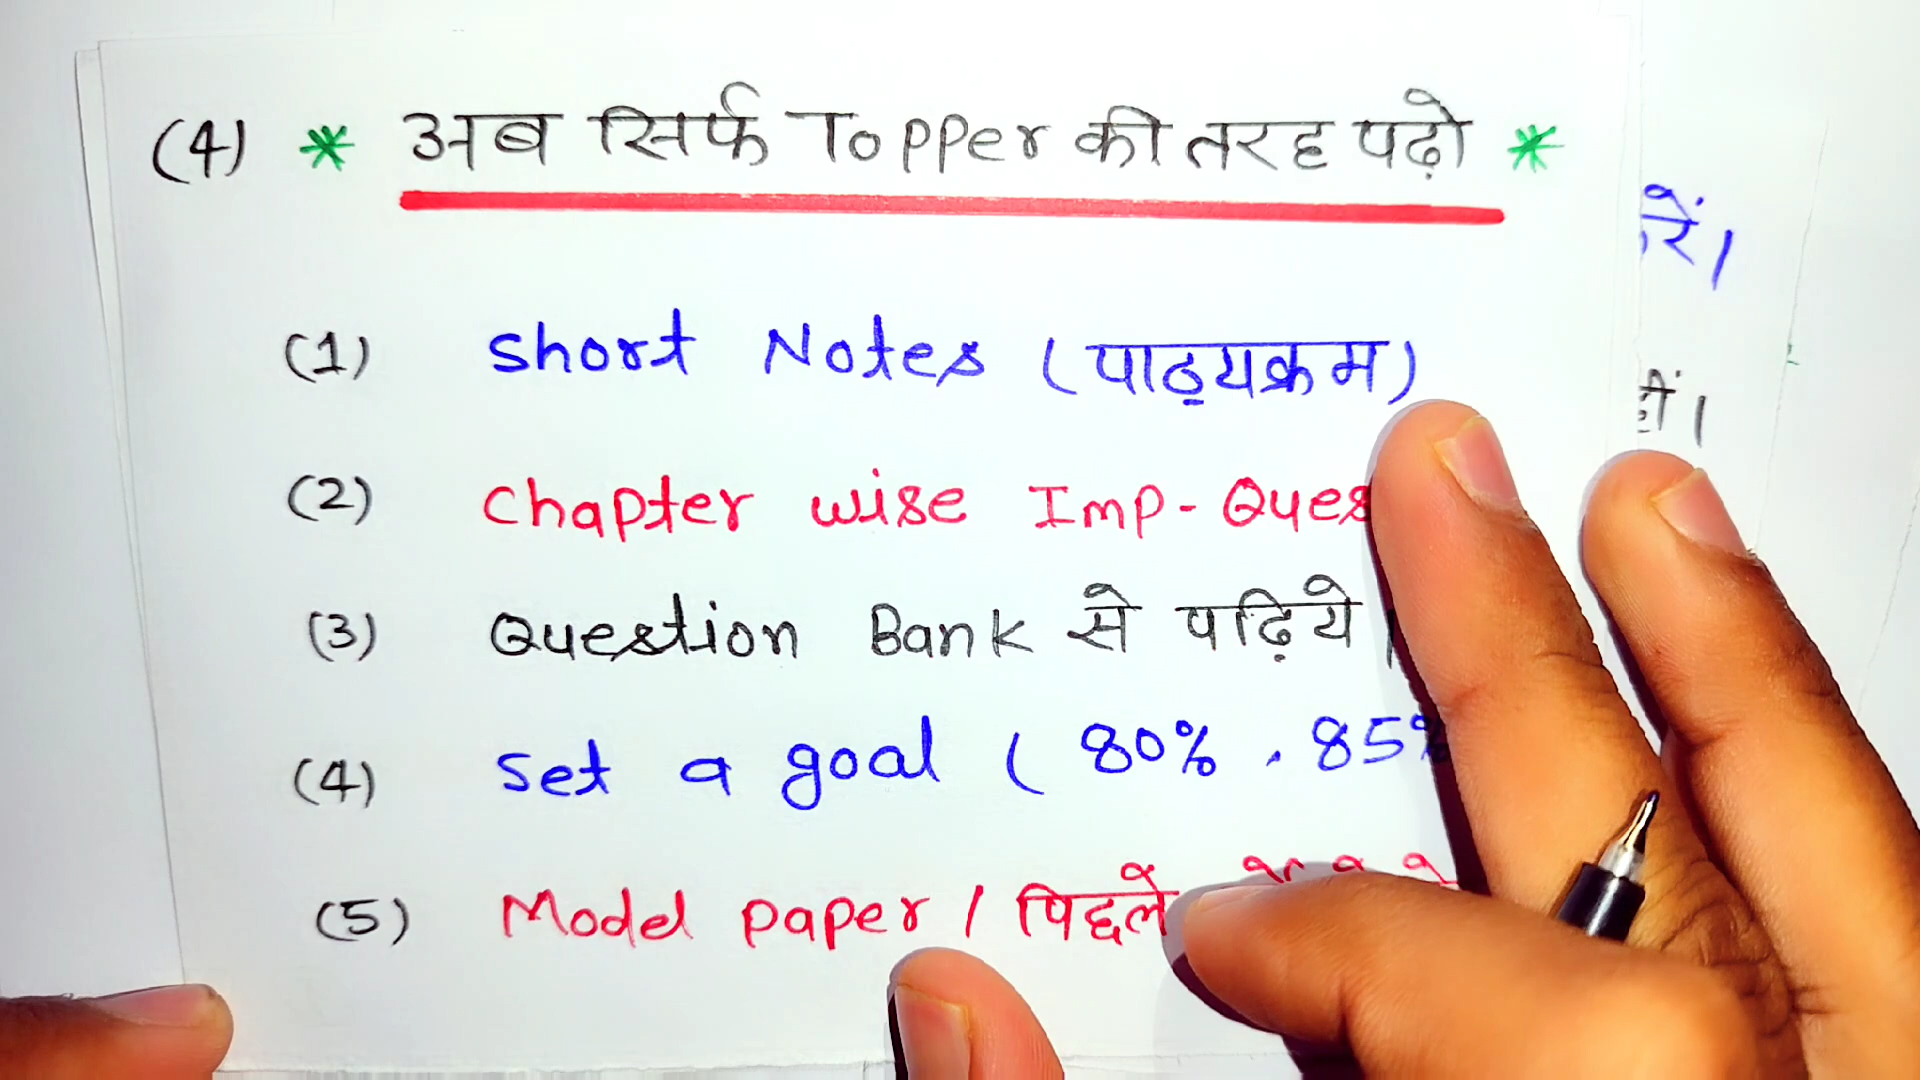 (4) * अब सिर्फ Topper की तरह पढ़ो *
रें।
(1) Short Notes (पाठ्यक्रम)
(2) Chapter wise Imp-Ques
(3) Question Bank से पढ़िये।
(4) Set a goal ( 80% , 85%
(5) Model paper / पिछले